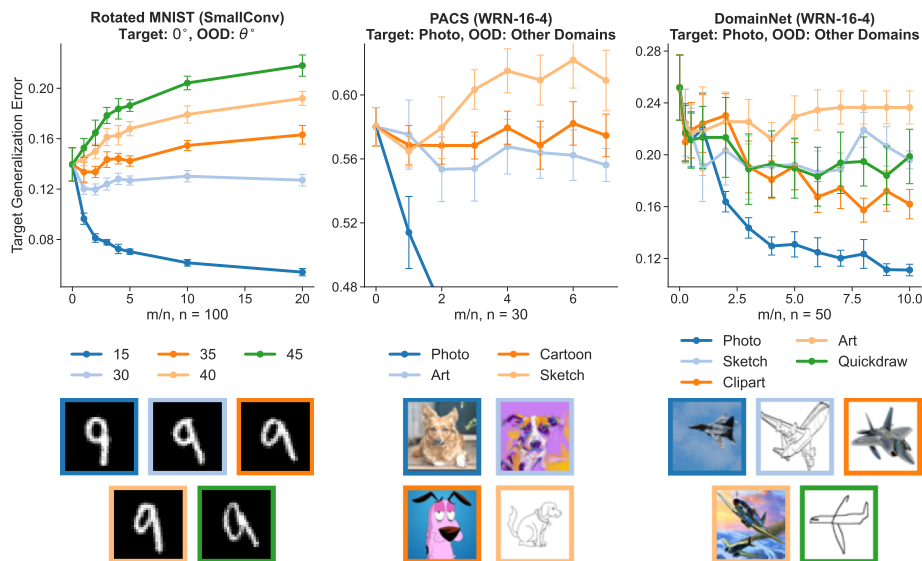 Rotated MNIST (SmallConv)
Target: 0°, OOD: θ°
PACS (WRN-16-4)
Target: Photo, OOD: Other Domains
DomainNet (WRN-16-4)
Target: Photo, OOD: Other Domains
Target Generalization Error
0.20
0.16
0.12
0.08
0 5 10 15 20
m/n, n = 100
0.60
0.56
0.52
0.48
0 2 4 6
m/n, n = 30
0.28
0.24
0.20
0.16
0.12
0.0 2.5 5.0 7.5 10.0
m/n, n = 50
15 35 45
30 40
Photo Cartoon
Art Sketch
Photo Art
Sketch Quickdraw
Clipart